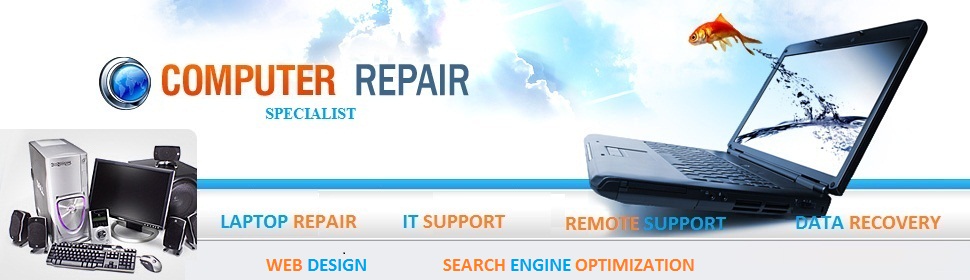 COMPUTER REPAIR
SPECIALIST
LAPTOP REPAIR IT SUPPORT REMOTE SUPPORT DATA RECOVERY
WEB DESIGN SEARCH ENGINE OPTIMIZATION